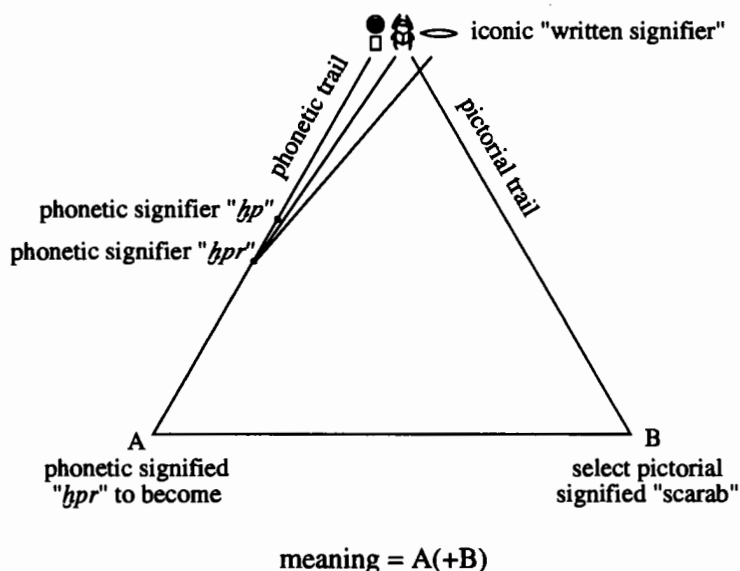 𓐍𓊪𓆣𓂋 iconic "written signifier"
phonetic trail
pictorial trail
phonetic signifier "ḫp"
phonetic signifier "ḫpr"
A
B
phonetic signified
"ḫpr" to become
select pictorial
signified "scarab"
meaning = A(+B)